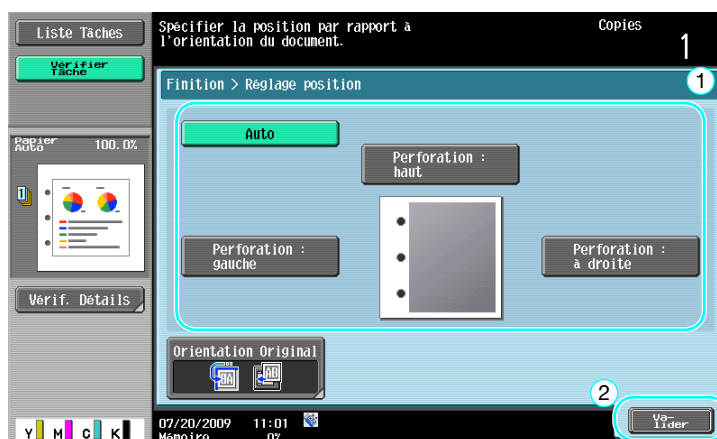 Liste Tâches
Vérifier
Tâche
Spécifier la position par rapport à
l'orientation du document.
Copies
1
Finition > Réglage position
1
Papier
Auto
100.0%
1
Auto
Perforation :
haut
Perforation :
gauche
Perforation :
à droite
Vérif. Détails
Orientation Original
AB
2
Va-
lider
Y M C K
07/20/2009 11:01
Mémoire 0%